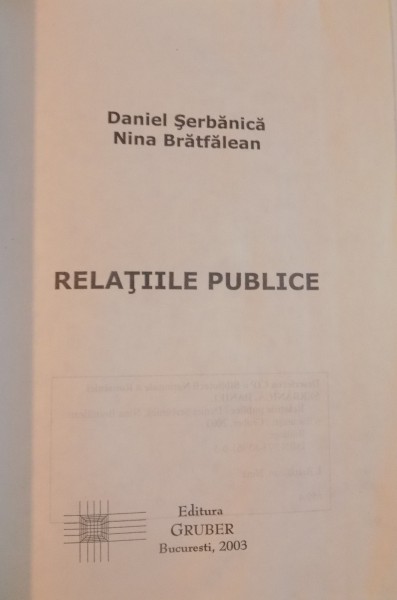 Daniel Şerbănică
Nina Brătfălean
RELAŢIILE PUBLICE
Editura
GRUBER
Bucuresti, 2003